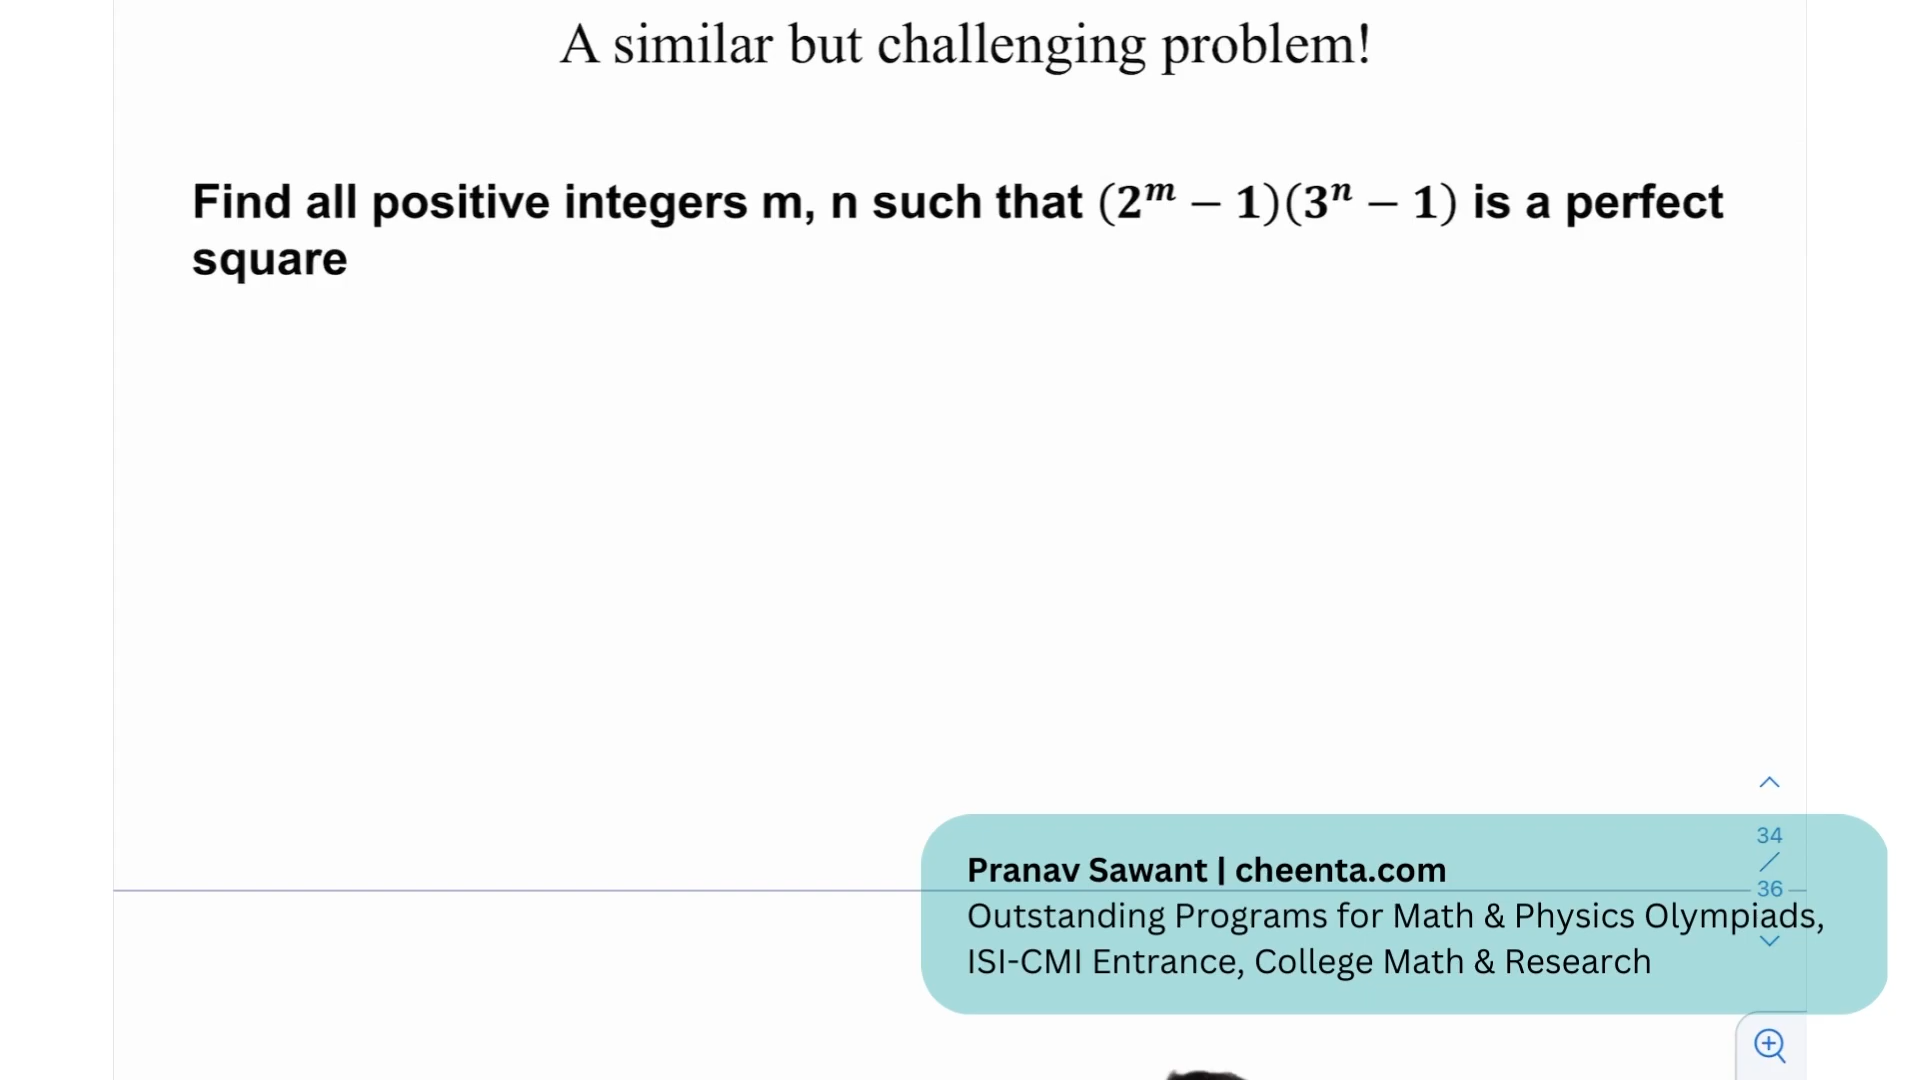 A similar but challenging problem!
Find all positive integers m, n such that (2^m − 1)(3^n − 1) is a perfect
square
34
/
36
Pranav Sawant | cheenta.com
Outstanding Programs for Math & Physics Olympiads,
ISI-CMI Entrance, College Math & Research